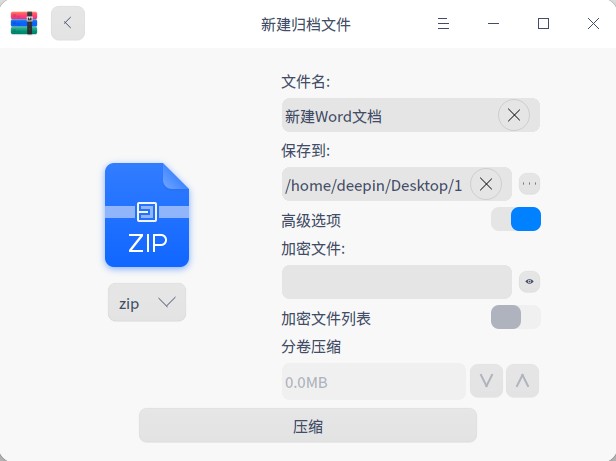 新建归档文件
文件名:
新建Word文档
保存到:
/home/deepin/Desktop/1
高级选项
加密文件:
ZIP
zip
加密文件列表
分卷压缩
0.0MB
压缩